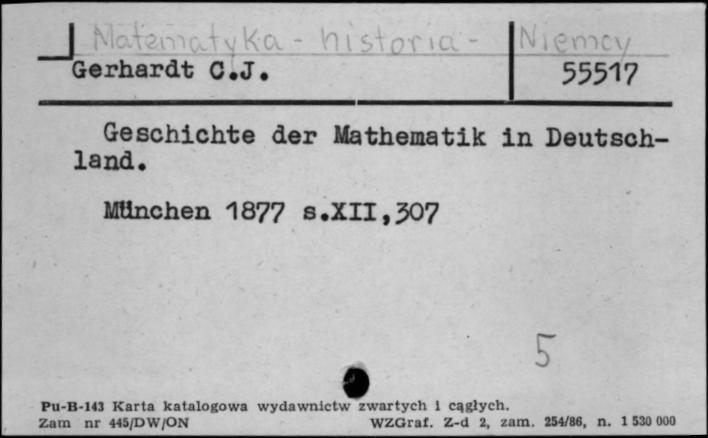 Matematyka - historia - Niemcy
Gerhardt C.J. 55517
Geschichte der Mathematik in Deutsch-
land.
München 1877 s.XII,307
5
Pu-B-143 Karta katalogowa wydawnictw zwartych i cągłych.
Zam nr 445/DW/ON WZGraf. Z-d 2, zam. 254/86, n. 1 530 000